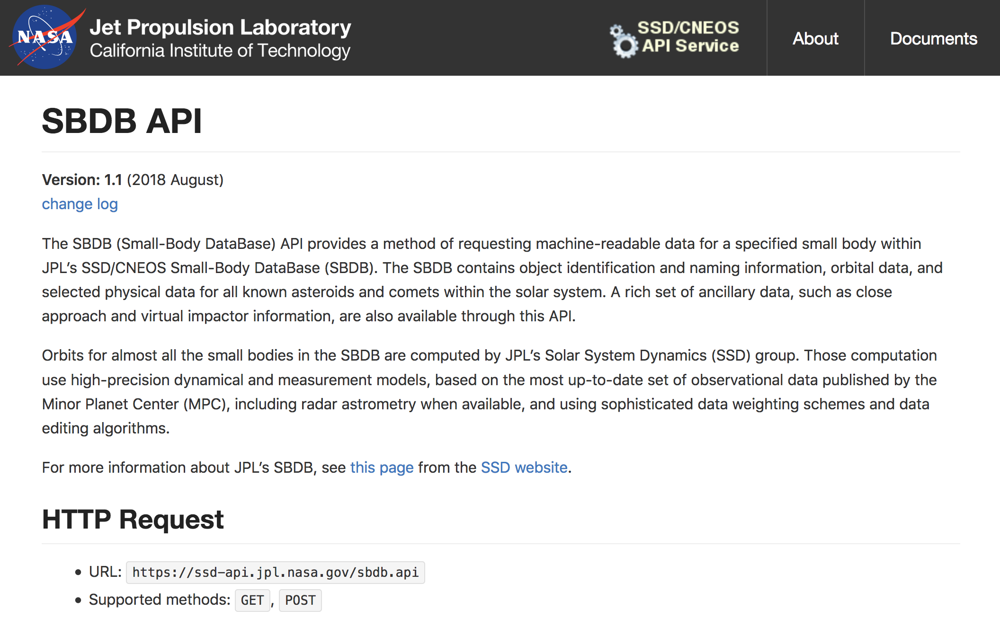 NASA
Jet Propulsion Laboratory
California Institute of Technology
SSD/CNEOS
API Service
About
Documents
SBDB API
Version: 1.1 (2018 August)
change log
The SBDB (Small-Body DataBase) API provides a method of requesting machine-readable data for a specified small body within
JPL’s SSD/CNEOS Small-Body DataBase (SBDB). The SBDB contains object identification and naming information, orbital data, and
selected physical data for all known asteroids and comets within the solar system. A rich set of ancillary data, such as close
approach and virtual impactor information, are also available through this API.
Orbits for almost all the small bodies in the SBDB are computed by JPL’s Solar System Dynamics (SSD) group. Those computation
use high-precision dynamical and measurement models, based on the most up-to-date set of observational data published by the
Minor Planet Center (MPC), including radar astrometry when available, and using sophisticated data weighting schemes and data
editing algorithms.
For more information about JPL’s SBDB, see this page from the SSD website.
HTTP Request
• URL: https://ssd-api.jpl.nasa.gov/sbdb.api
• Supported methods: GET, POST